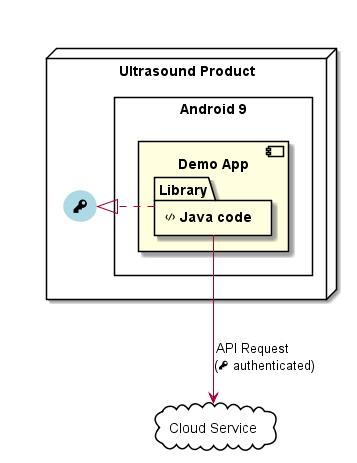 Ultrasound Product
Android 9
Demo App
Library
</> Java code
API Request
( authenticated)
Cloud Service